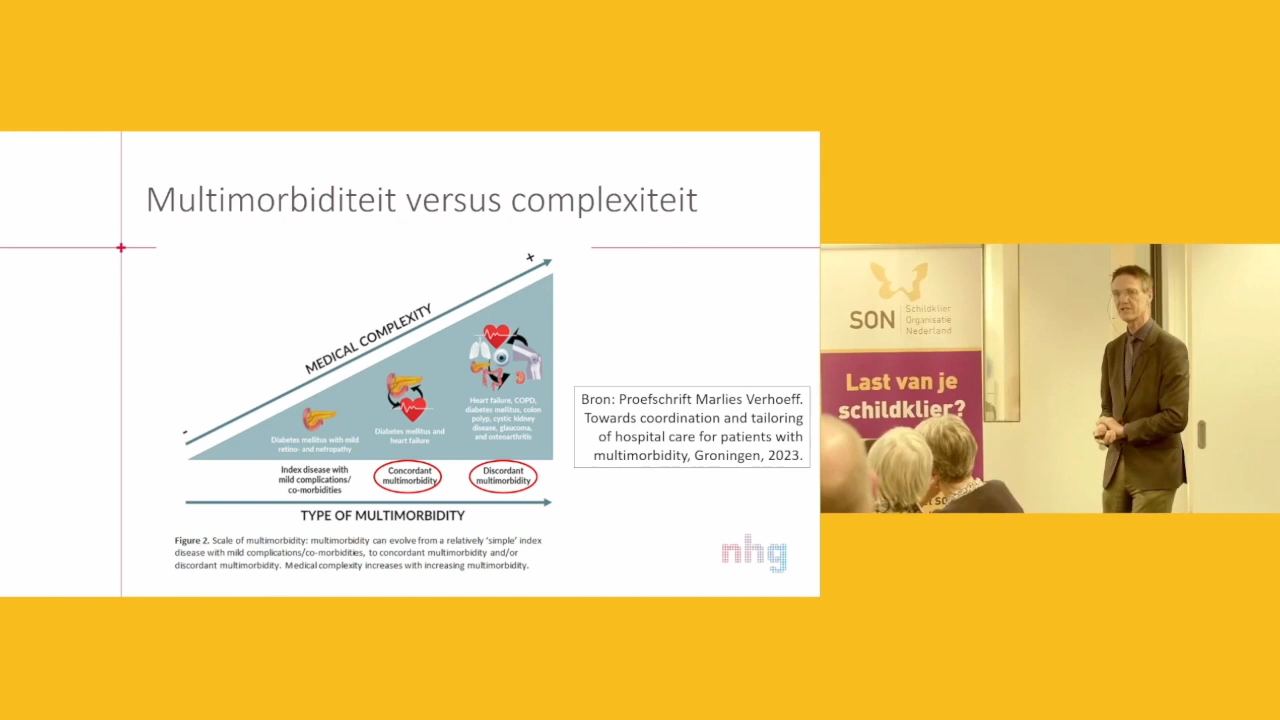 Multimorbiditeit versus complexiteit
+
MEDICAL COMPLEXITY
-
Diabetes mellitus with mild
retino- and nefropathy
Diabetes mellitus and
heart failure
Heart failure, COPD,
diabetes mellitus, colon
polyp, cystic kidney
disease, glaucoma,
and osteoarthritis
Index disease with
mild complications/
co-morbidities
Concordant
multimorbidity
Discordant
multimorbidity
TYPE OF MULTIMORBIDITY
Figure 2. Scale of multimorbidity: multimorbidity can evolve from a relatively 'simple' index
disease with mild complications/co-morbidities, to concordant multimorbidity and/or
discordant multimorbidity. Medical complexity increases with increasing multimorbidity.
Bron: Proefschrift Marlies Verhoeff.
Towards coordination and tailoring
of hospital care for patients with
multimorbidity, Groningen, 2023.
nhg
SON
Schildklier
Organisatie
Nederland
Last van je
schildklier?